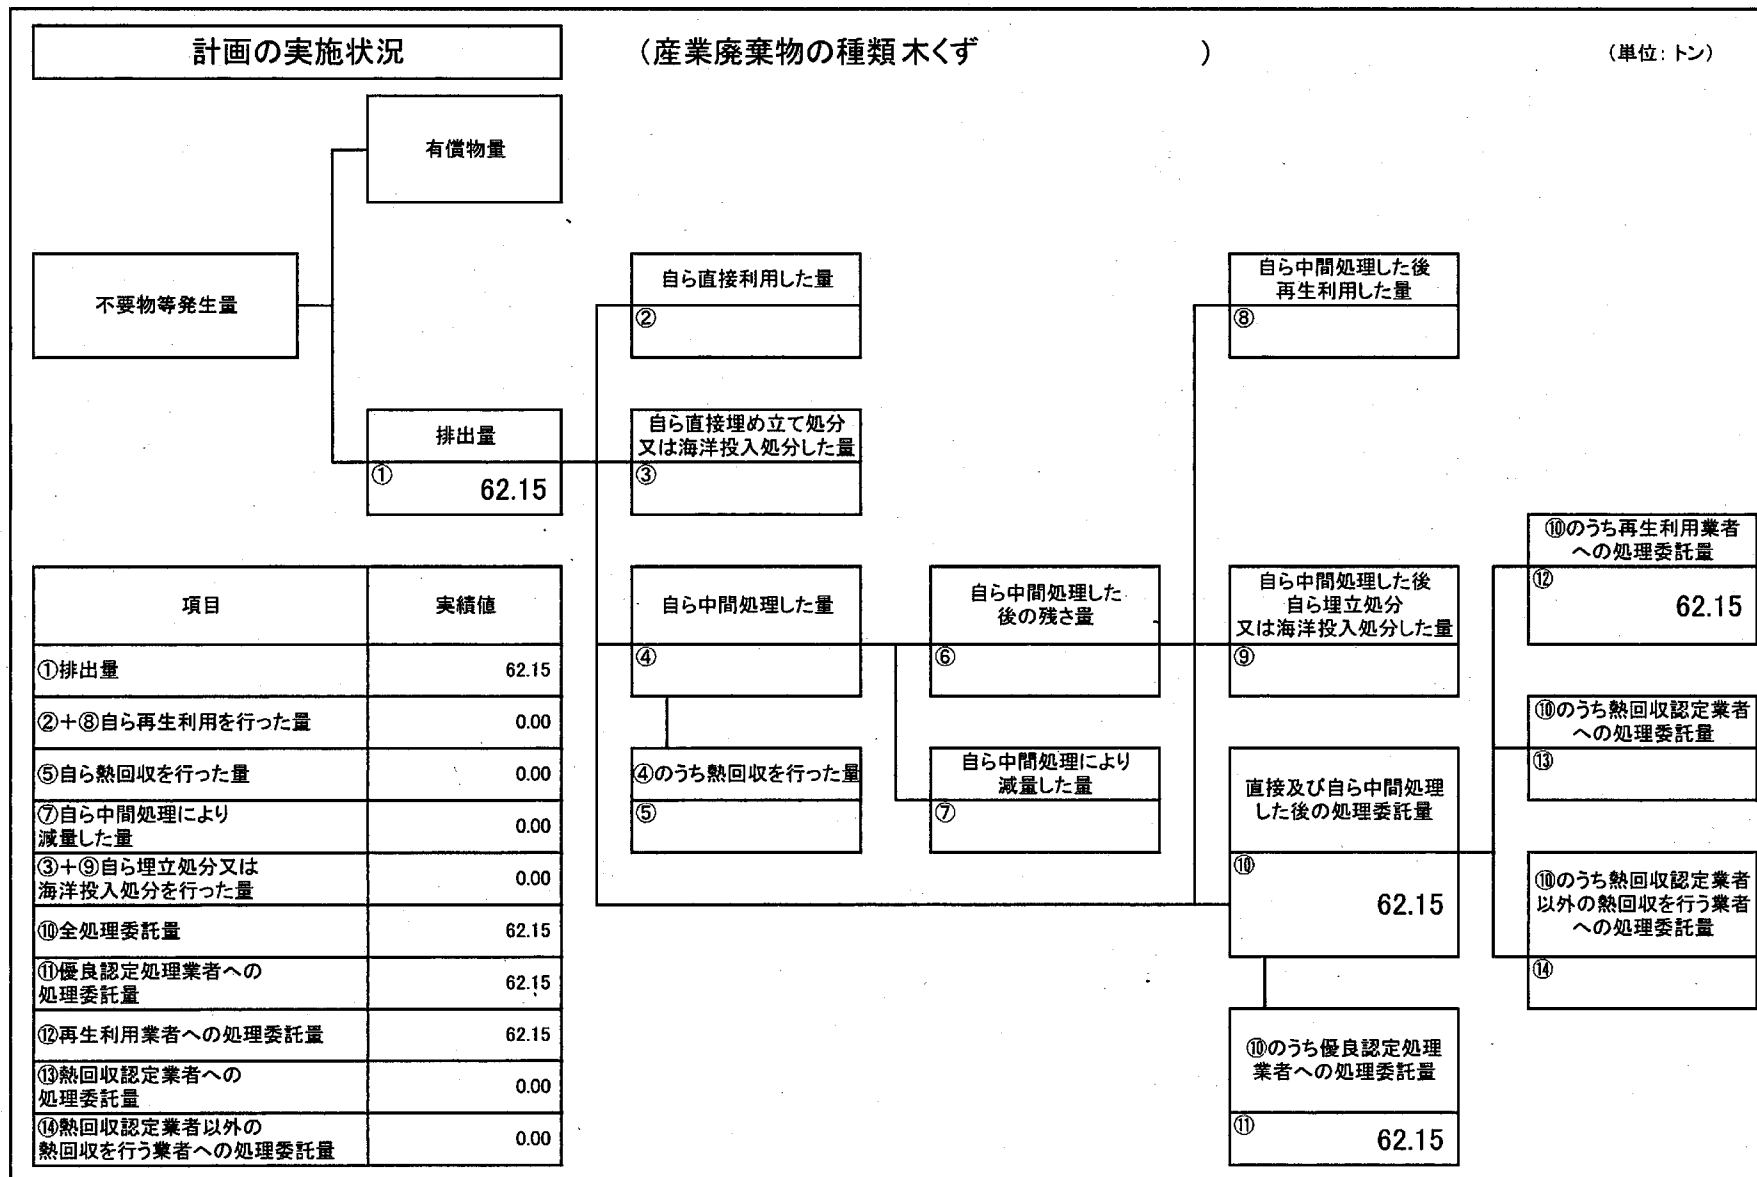 計画の実施状況
(産業廃棄物の種類 木くず )
(単位: トン)
有償物量
不要物等発生量
自ら直接利用した量
②
自ら中間処理した後
再生利用した量
⑧
排出量
① 62.15
自ら直接埋め立て処分
又は海洋投入処分した量
③
⑩のうち再生利用業者
への処理委託量
⑫ 62.15
自ら中間処理した量
④
自ら中間処理した
後の残さ量
⑥
自ら中間処理した後
自ら埋立処分
又は海洋投入処分した量
⑨
⑩のうち熱回収認定業者
への処理委託量
⑬
④のうち熱回収を行った量
⑤
自ら中間処理により
減量した量
⑦
直接及び自ら中間処理
した後の処理委託量
⑩ 62.15
⑩のうち熱回収認定業者
以外の熱回収を行う業者
への処理委託量
⑭
⑩のうち優良認定処理
業者への処理委託量
⑪ 62.15
項目 実績値
①排出量 62.15
②+⑧自ら再生利用を行った量 0.00
⑤自ら熱回収を行った量 0.00
⑦自ら中間処理により
減量した量 0.00
③+⑨自ら埋立処分又は
海洋投入処分を行った量 0.00
⑩全処理委託量 62.15
⑪優良認定処理業者への
処理委託量 62.15
⑫再生利用業者への処理委託量 62.15
⑬熱回収認定業者への
処理委託量 0.00
⑭熱回収認定業者以外の
熱回収を行う業者への処理委託量 0.00